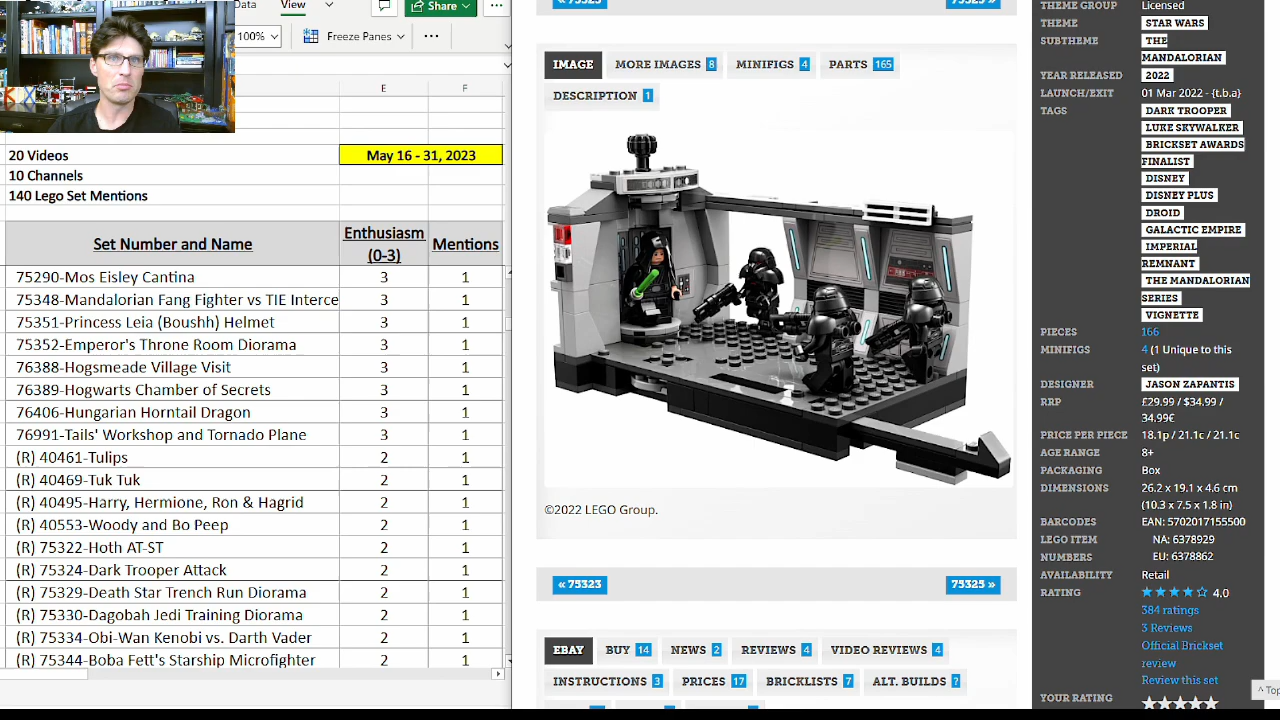 Data
View
Share
100%
Freeze Panes
E
F
20 Videos
May 16 - 31, 2023
10 Channels
140 Lego Set Mentions
Set Number and Name
Enthusiasm
(0-3)
Mentions
75290-Mos Eisley Cantina 3 1
75348-Mandalorian Fang Fighter vs TIE Interce 3 1
75351-Princess Leia (Boushh) Helmet 3 1
75352-Emperor's Throne Room Diorama 3 1
76388-Hogsmeade Village Visit 3 1
76389-Hogwarts Chamber of Secrets 3 1
76406-Hungarian Horntail Dragon 3 1
76991-Tails' Workshop and Tornado Plane 3 1
(R) 40461-Tulips 2 1
(R) 40469-Tuk Tuk 2 1
(R) 40495-Harry, Hermione, Ron & Hagrid 2 1
(R) 40553-Woody and Bo Peep 2 1
(R) 75322-Hoth AT-ST 2 1
(R) 75324-Dark Trooper Attack 2 1
(R) 75329-Death Star Trench Run Diorama 2 1
(R) 75330-Dagobah Jedi Training Diorama 2 1
(R) 75334-Obi-Wan Kenobi vs. Darth Vader 2 1
(R) 75344-Boba Fett's Starship Microfighter 2 1
« 75323
75325 »
IMAGE
MORE IMAGES 8
MINIFIGS 4
PARTS 165
DESCRIPTION 1
©2022 LEGO Group.
« 75323
75325 »
EBAY
BUY 14
NEWS 2
REVIEWS 4
VIDEO REVIEWS 4
INSTRUCTIONS 3
PRICES 17
BRICKLISTS 7
ALT. BUILDS ?
THEME GROUP Licensed
THEME STAR WARS
SUBTHEME THE
MANDALORIAN
YEAR RELEASED 2022
LAUNCH/EXIT 01 Mar 2022 - {t.b.a}
TAGS DARK TROOPER
LUKE SKYWALKER
BRICKSET AWARDS
FINALIST
DISNEY
DISNEY PLUS
DROID
GALACTIC EMPIRE
IMPERIAL
REMNANT
THE MANDALORIAN
SERIES
VIGNETTE
PIECES 166
MINIFIGS 4 (1 Unique to this
set)
DESIGNER JASON ZAPANTIS
RRP £29.99 / $34.99 /
34.99€
PRICE PER PIECE 18.1p / 21.1c / 21.1c
AGE RANGE 8+
PACKAGING Box
DIMENSIONS 26.2 x 19.1 x 4.6 cm
(10.3 x 7.5 x 1.8 in)
BARCODES EAN: 5702017155500
LEGO ITEM NA: 6378929
NUMBERS EU: 6378862
AVAILABILITY Retail
RATING 4.0
384 ratings
3 Reviews
Official Brickset
review
Review this set
YOUR RATING
^ Top